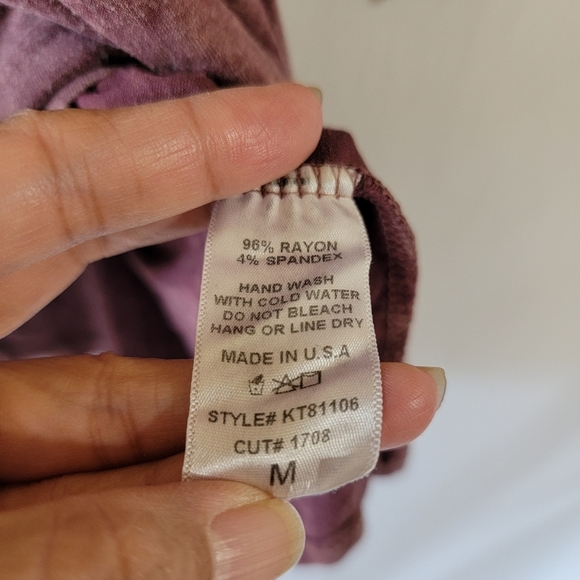 96% RAYON
4% SPANDEX
HAND WASH
WITH COLD WATER
DO NOT BLEACH
HANG OR LINE DRY
MADE IN U.S.A
STYLE# KT81106
CUT# 1708
M